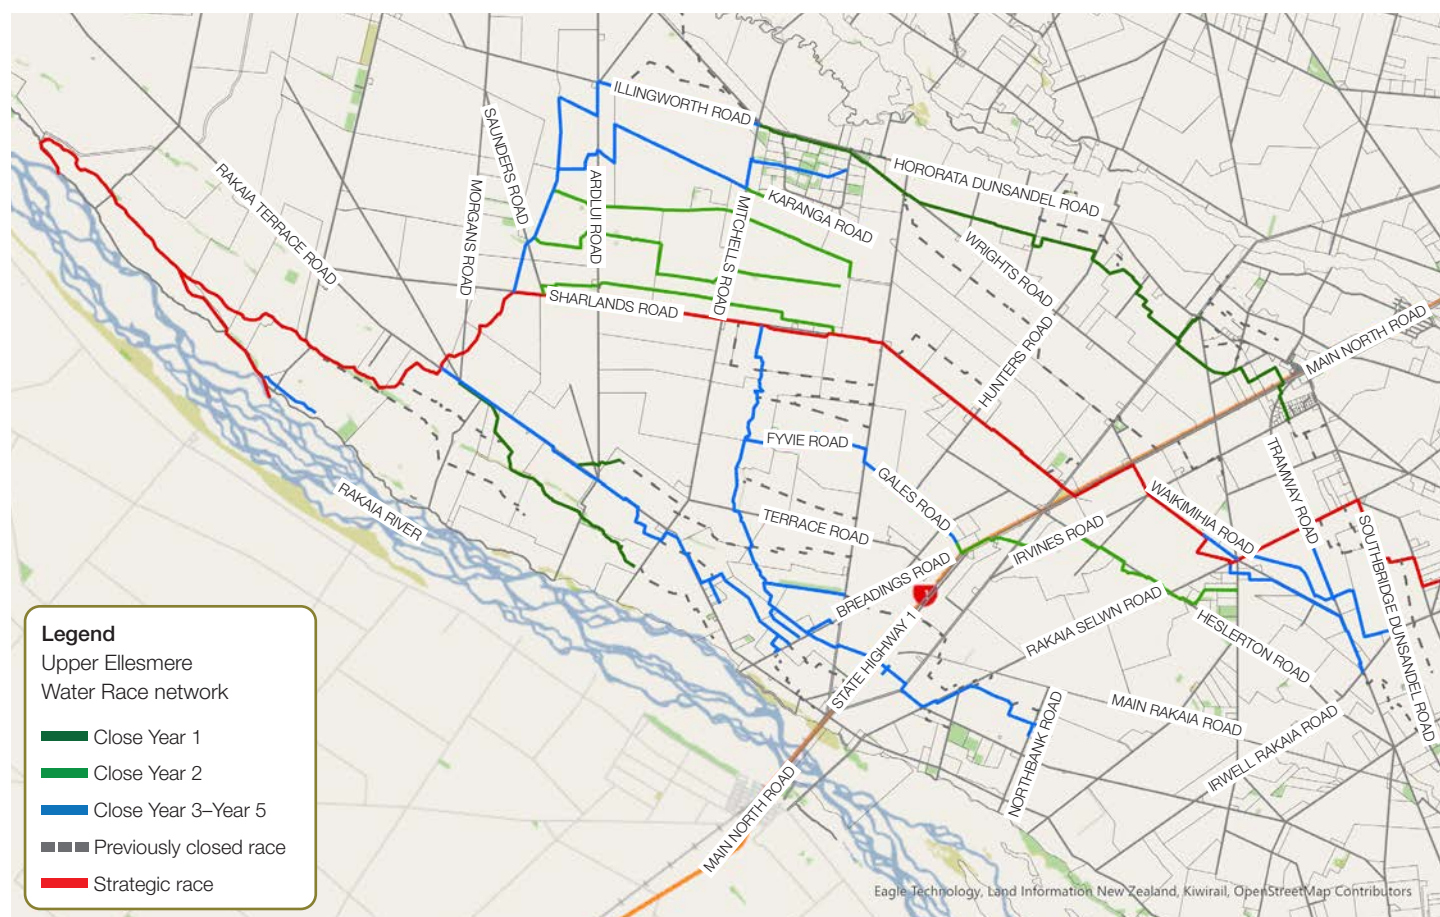 ILLINGWORTH ROAD
SAUNDERS ROAD
HORORATA DUNSANDEL ROAD
RAKAIA TERRACE ROAD
MORGANS ROAD
ARDLUI ROAD
MITCHELLS ROAD
KARANGA ROAD
WRIGHTS ROAD
SHARLANDS ROAD
HUNTERS ROAD
MAIN NORTH ROAD
FYVIE ROAD
GALES ROAD
TRAMWAY ROAD
RAKAIA RIVER
TERRACE ROAD
WAIKIMIHIA ROAD
IRVINES ROAD
SOUTHBRIDGE DUNSANDEL ROAD
BREADINGS ROAD
1
RAKAIA SELWN ROAD
HESLERTON ROAD
STATE HIGHWAY 1
MAIN RAKAIA ROAD
NORTHBANK ROAD
IRWELL RAKAIA ROAD
MAIN NORTH ROAD
Legend
Upper Ellesmere
Water Race network
Close Year 1
Close Year 2
Close Year 3–Year 5
Previously closed race
Strategic race
Eagle Technology, Land Information New Zealand, Kiwirail, OpenStreetMap Contributors